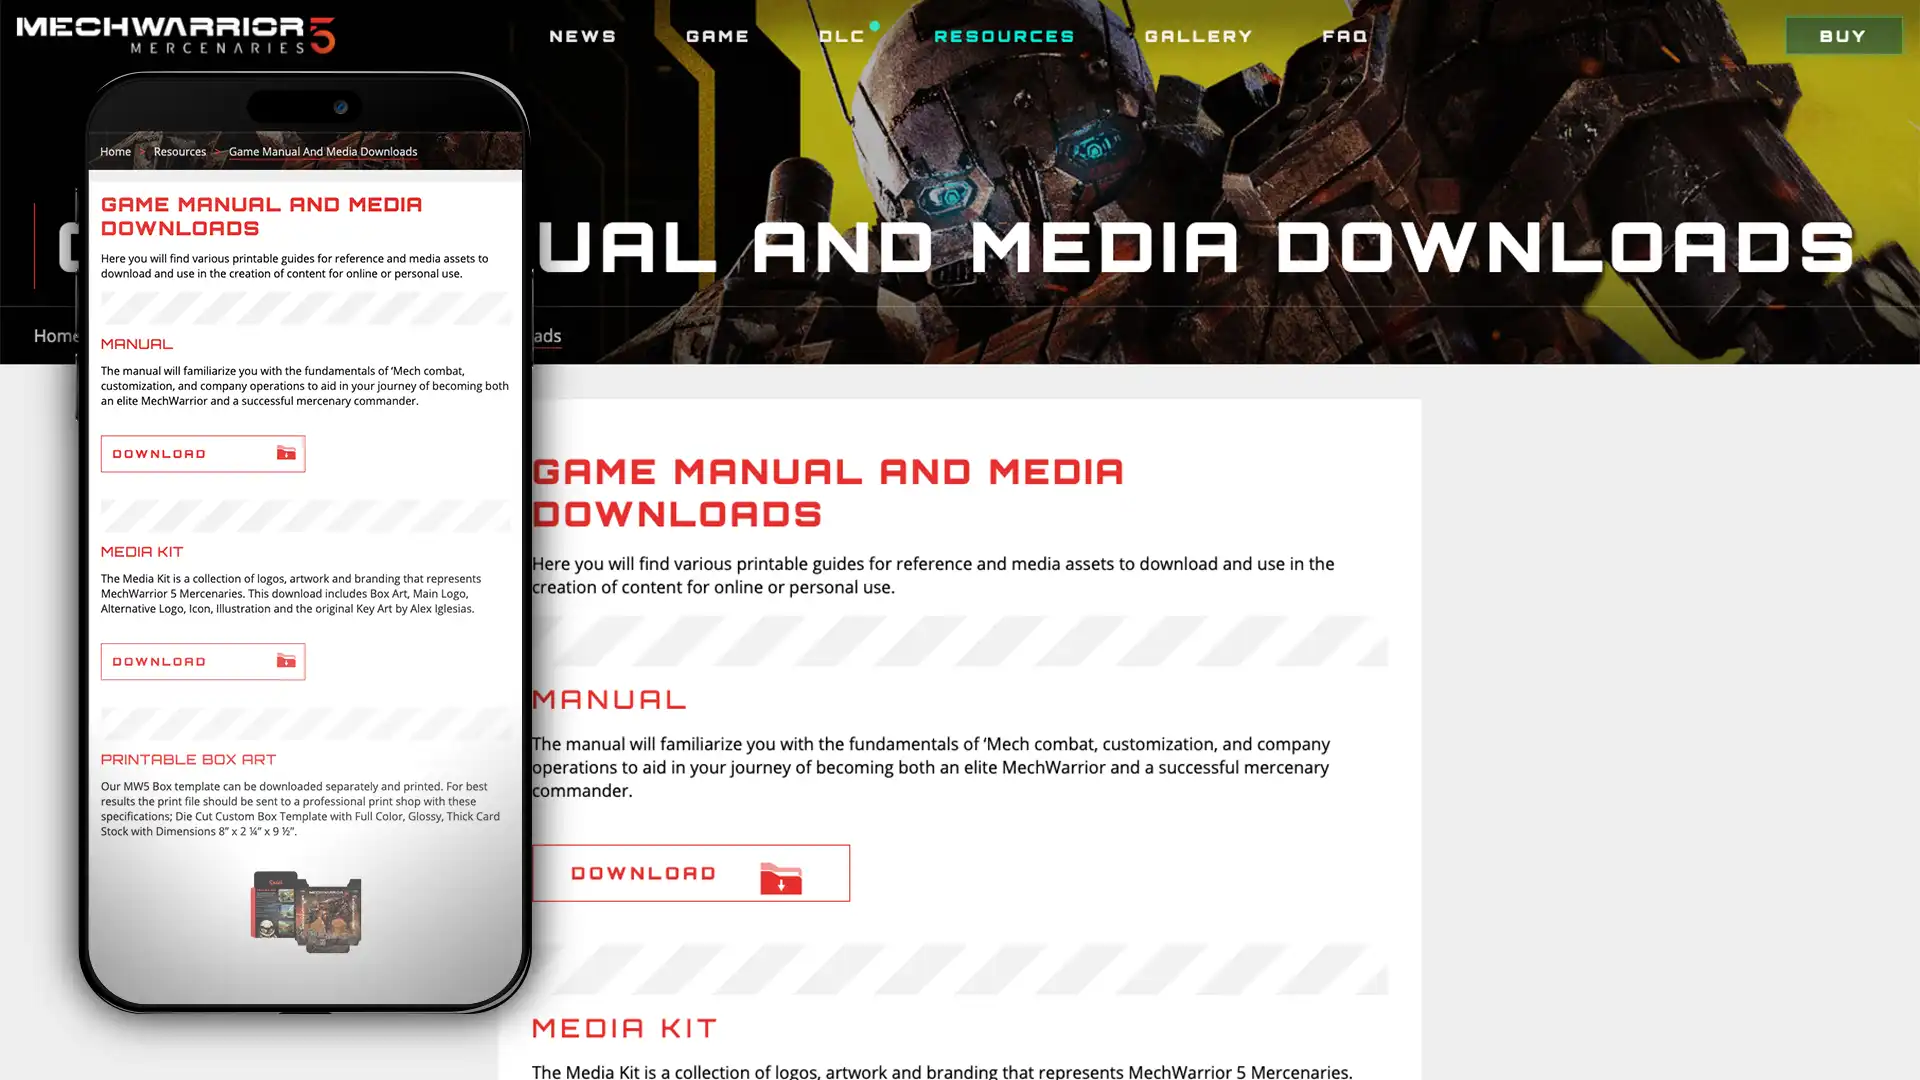 MECHWARRIOR 5
MERCENARIES
NEWS
GAME
DLC
RESOURCES
GALLERY
FAQ
BUY
UAL AND MEDIA DOWNLOADS
Home
ads
Home > Resources > Game Manual And Media Downloads
GAME MANUAL AND MEDIA
DOWNLOADS
Here you will find various printable guides for reference and media assets to
download and use in the creation of content for online or personal use.
MANUAL
The manual will familiarize you with the fundamentals of ‘Mech combat,
customization, and company operations to aid in your journey of becoming both
an elite MechWarrior and a successful mercenary commander.
DOWNLOAD
MEDIA KIT
The Media Kit is a collection of logos, artwork and branding that represents
MechWarrior 5 Mercenaries. This download includes Box Art, Main Logo,
Alternative Logo, Icon, Illustration and the original Key Art by Alex Iglesias.
DOWNLOAD
PRINTABLE BOX ART
Our MW5 Box template can be downloaded separately and printed. For best
results the print file should be sent to a professional print shop with these
specifications; Die Cut Custom Box Template with Full Color, Glossy, Thick Card
Stock with Dimensions 8” x 2 ¼” x 9 ½”.
GAME MANUAL AND MEDIA
DOWNLOADS
Here you will find various printable guides for reference and media assets to download and use in the
creation of content for online or personal use.
MANUAL
The manual will familiarize you with the fundamentals of ‘Mech combat, customization, and company
operations to aid in your journey of becoming both an elite MechWarrior and a successful mercenary
commander.
DOWNLOAD
MEDIA KIT
The Media Kit is a collection of logos, artwork and branding that represents MechWarrior 5 Mercenaries.